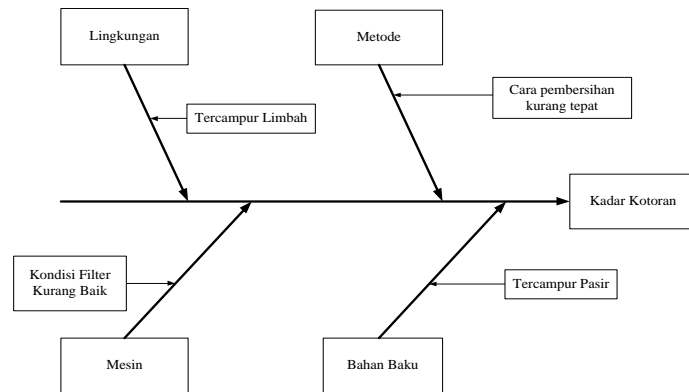 Lingkungan
Metode
Cara pembersihan
kurang tepat
Tercampur Limbah
Kadar Kotoran
Kondisi Filter
Kurang Baik
Tercampur Pasir
Mesin
Bahan Baku